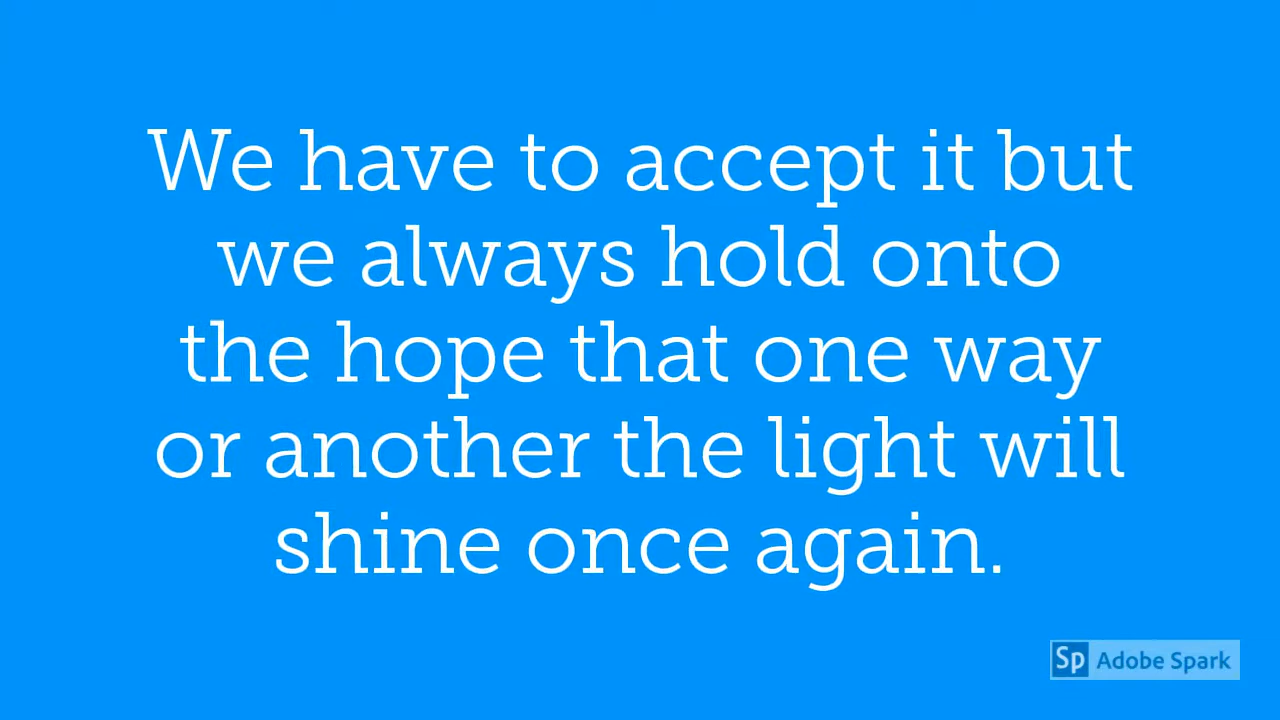 We have to accept it but
we always hold onto
the hope that one way
or another the light will
shine once again.
Sp Adobe Spark